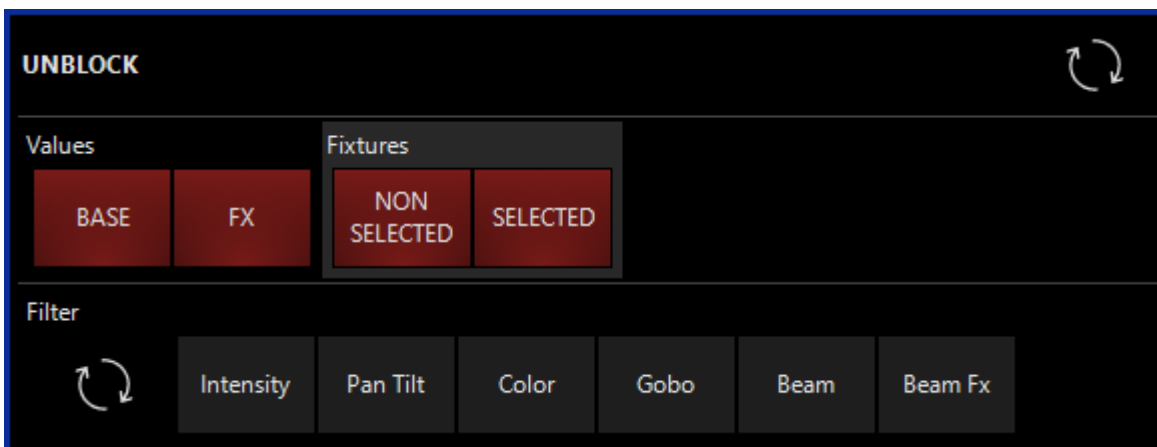 UNBLOCK
Values
Fixtures
BASE
FX
NON
SELECTED
SELECTED
Filter
Intensity
Pan Tilt
Color
Gobo
Beam
Beam Fx